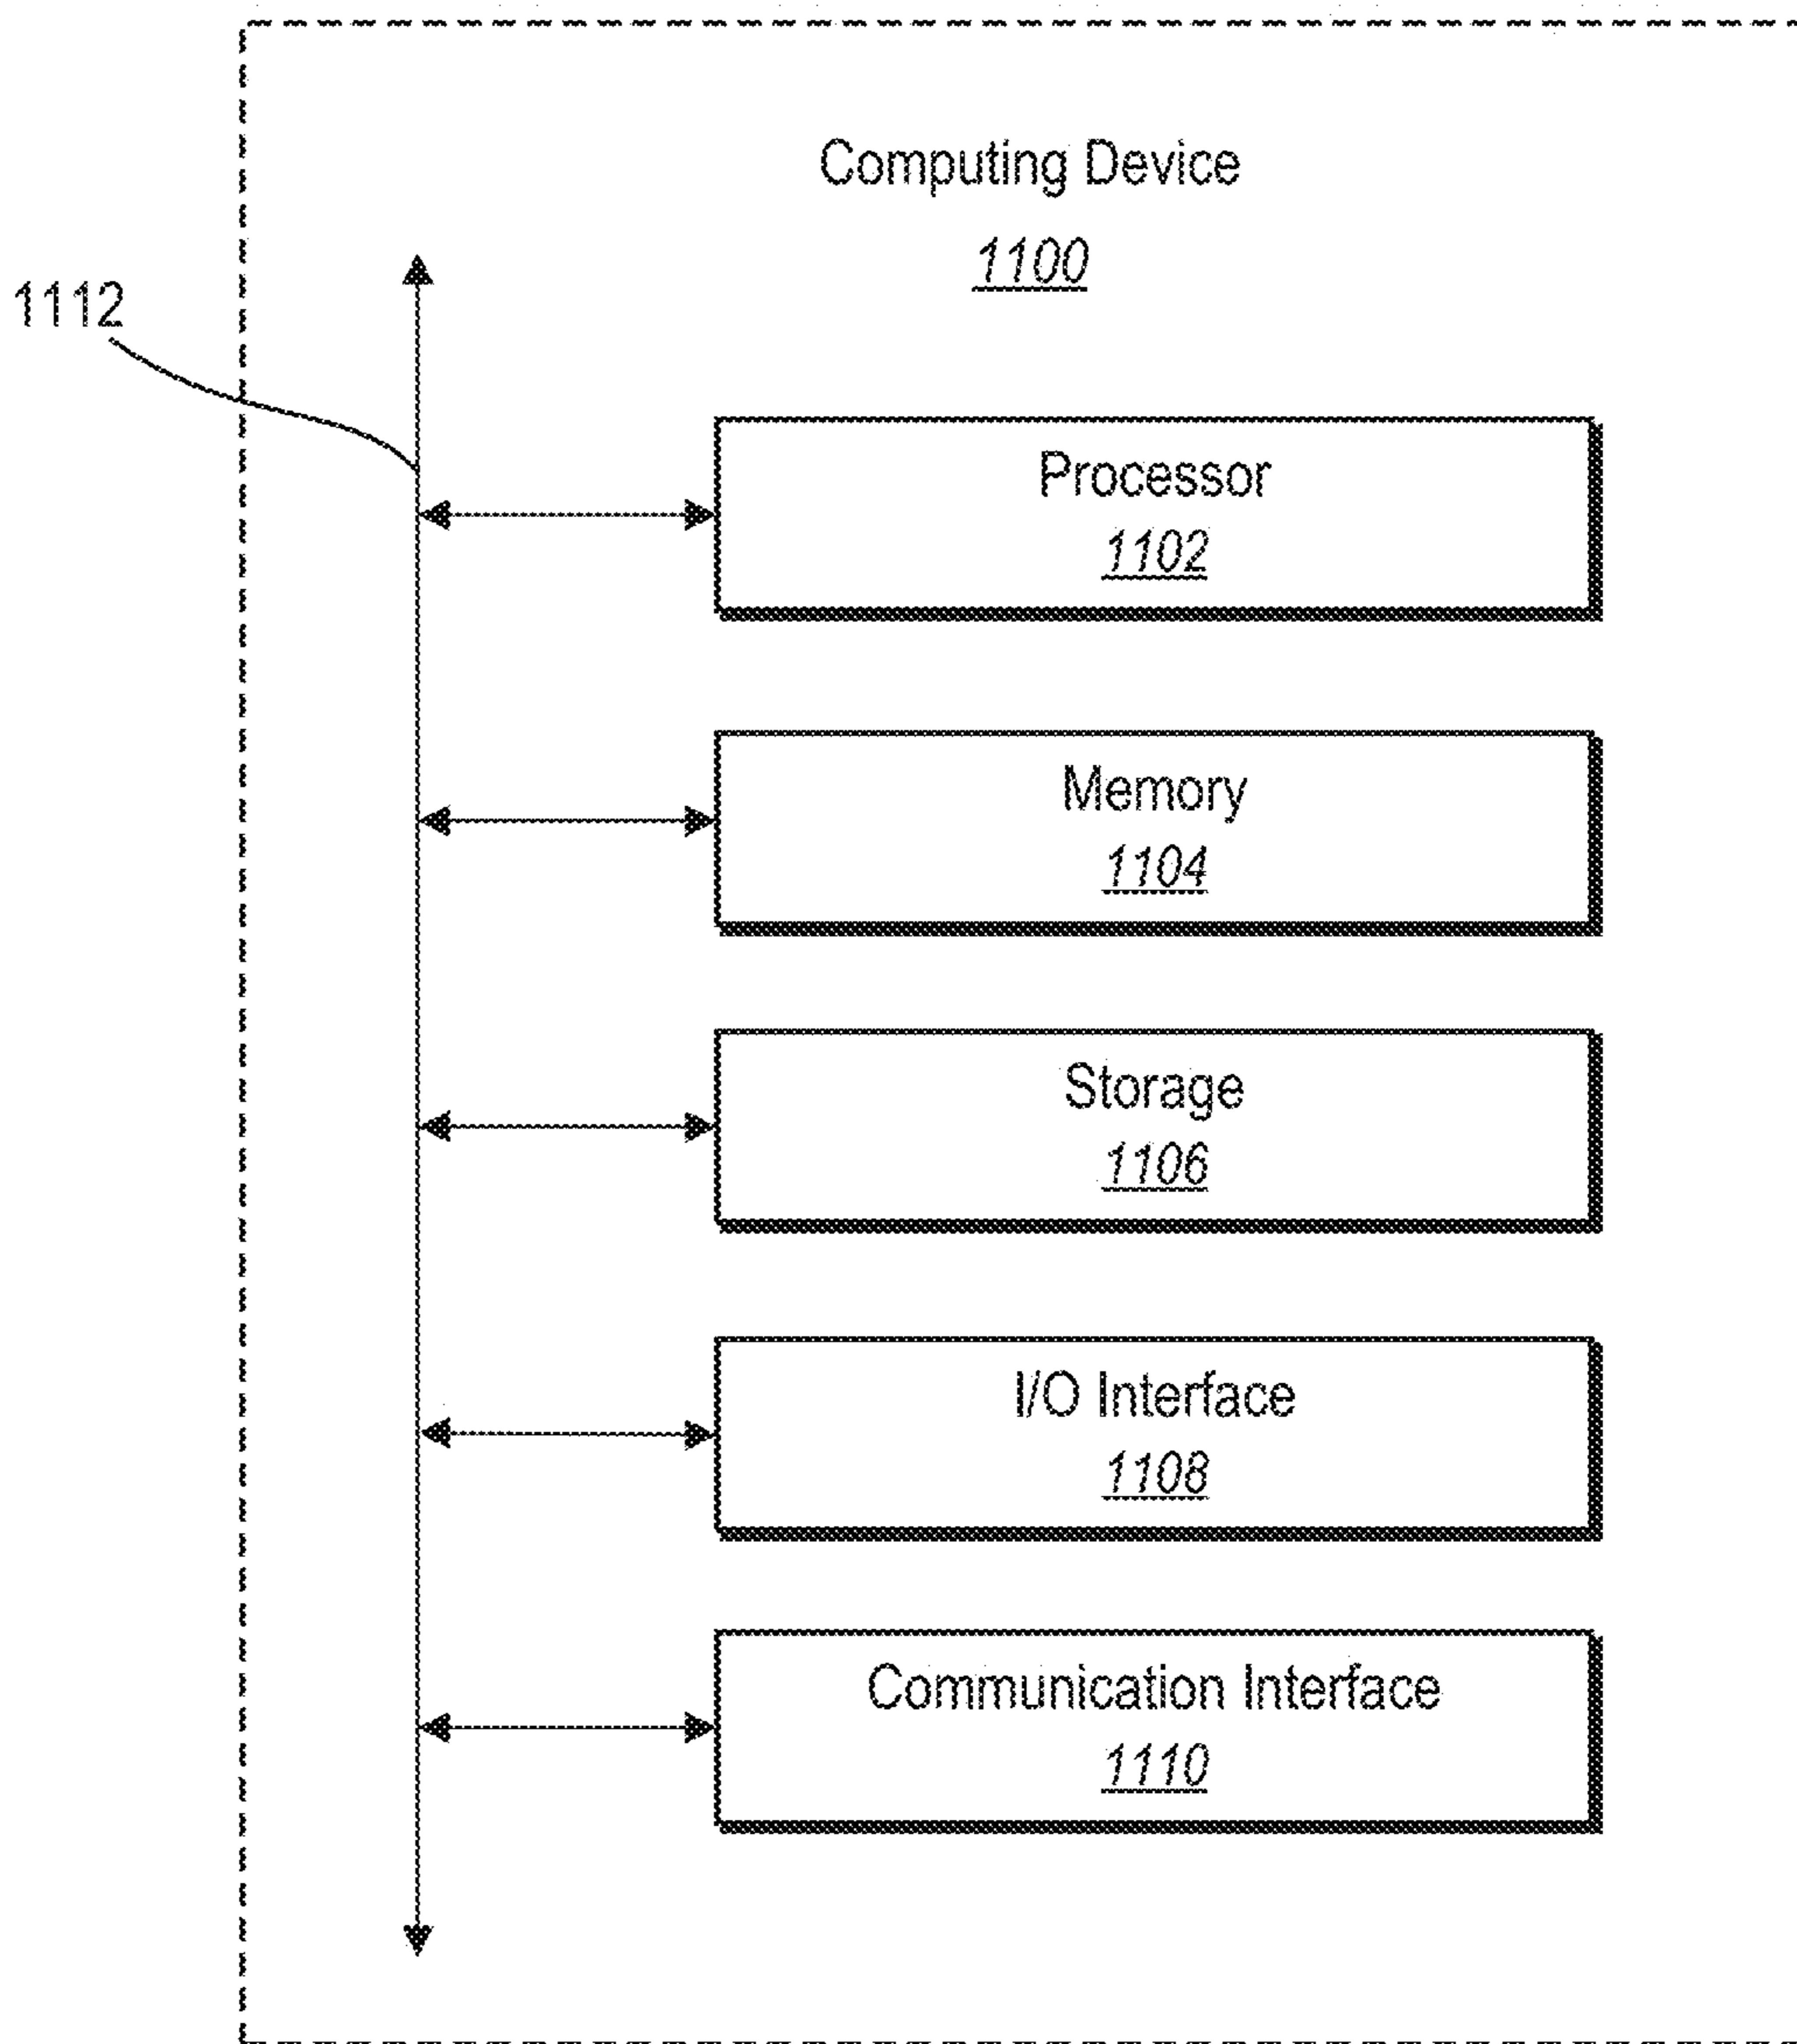 Computing Device
1100
1112
Processor
1102
Memory
1104
Storage
1106
I/O Interface
1108
Communication Interface
1110